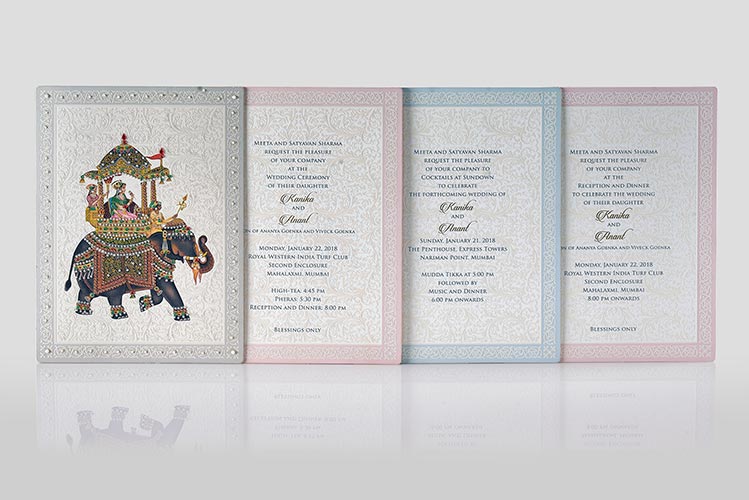 Meeta and Satyavan Sharma
request the pleasure
of your company
at the
Wedding Ceremony
of their daughter
Kanika
and
Anant
on of Ananya Goenka and Viveck Goenka
Monday, January 22, 2018
Royal Western India Turf Club
Second Enclosure
Mahalaxmi, Mumbai
High-tea: 4:45 pm
Pheras: 5:30 pm
Reception and Dinner: 8:00 pm
Blessings only
Meeta and Satyavan Sharma
request the pleasure
of your company to
Cocktails at Sundown
to celebrate
the forthcoming wedding of
Kanika
and
Anant
Sunday, January 21, 2018
The Penthouse, Express Towers
Nariman Point, Mumbai
Mudda Tikka at 5:00 pm
followed by
Music and Dinner
6:00 pm onwards
Meeta and Satyavan Sharma
request the pleasure
of your company
at the
Reception and Dinner
to celebrate the wedding
of their daughter
Kanika
and
Anant
on of Ananya Goenka and Viveck Goenka
Monday, January 22, 2018
Royal Western India Turf Club
Second Enclosure
Mahalaxmi, Mumbai
8:00 pm onwards
Blessings only